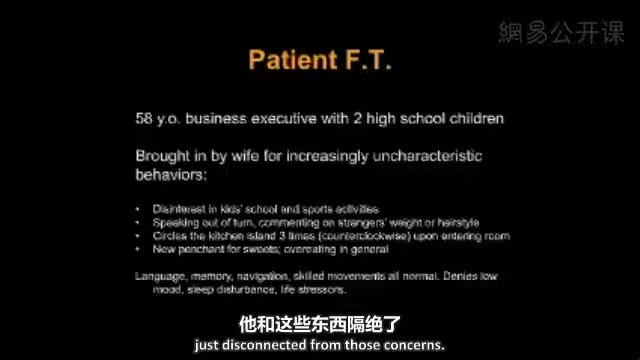 網易公开课
Patient F.T.
58 y.o. business executive with 2 high school children
Brought in by wife for increasingly uncharacteristic
behaviors:
• Disinterest in kids' school and sports activities
• Speaking out of turn, commenting on strangers' weight or hairstyle
• Circles the kitchen island 3 times (counterclockwise) upon entering room
• New penchant for sweets; overeating in general
Language, memory, navigation, skilled movements all normal. Denies low
mood, sleep disturbance, life stressors.
他和这些东西隔绝了
just disconnected from those concerns.